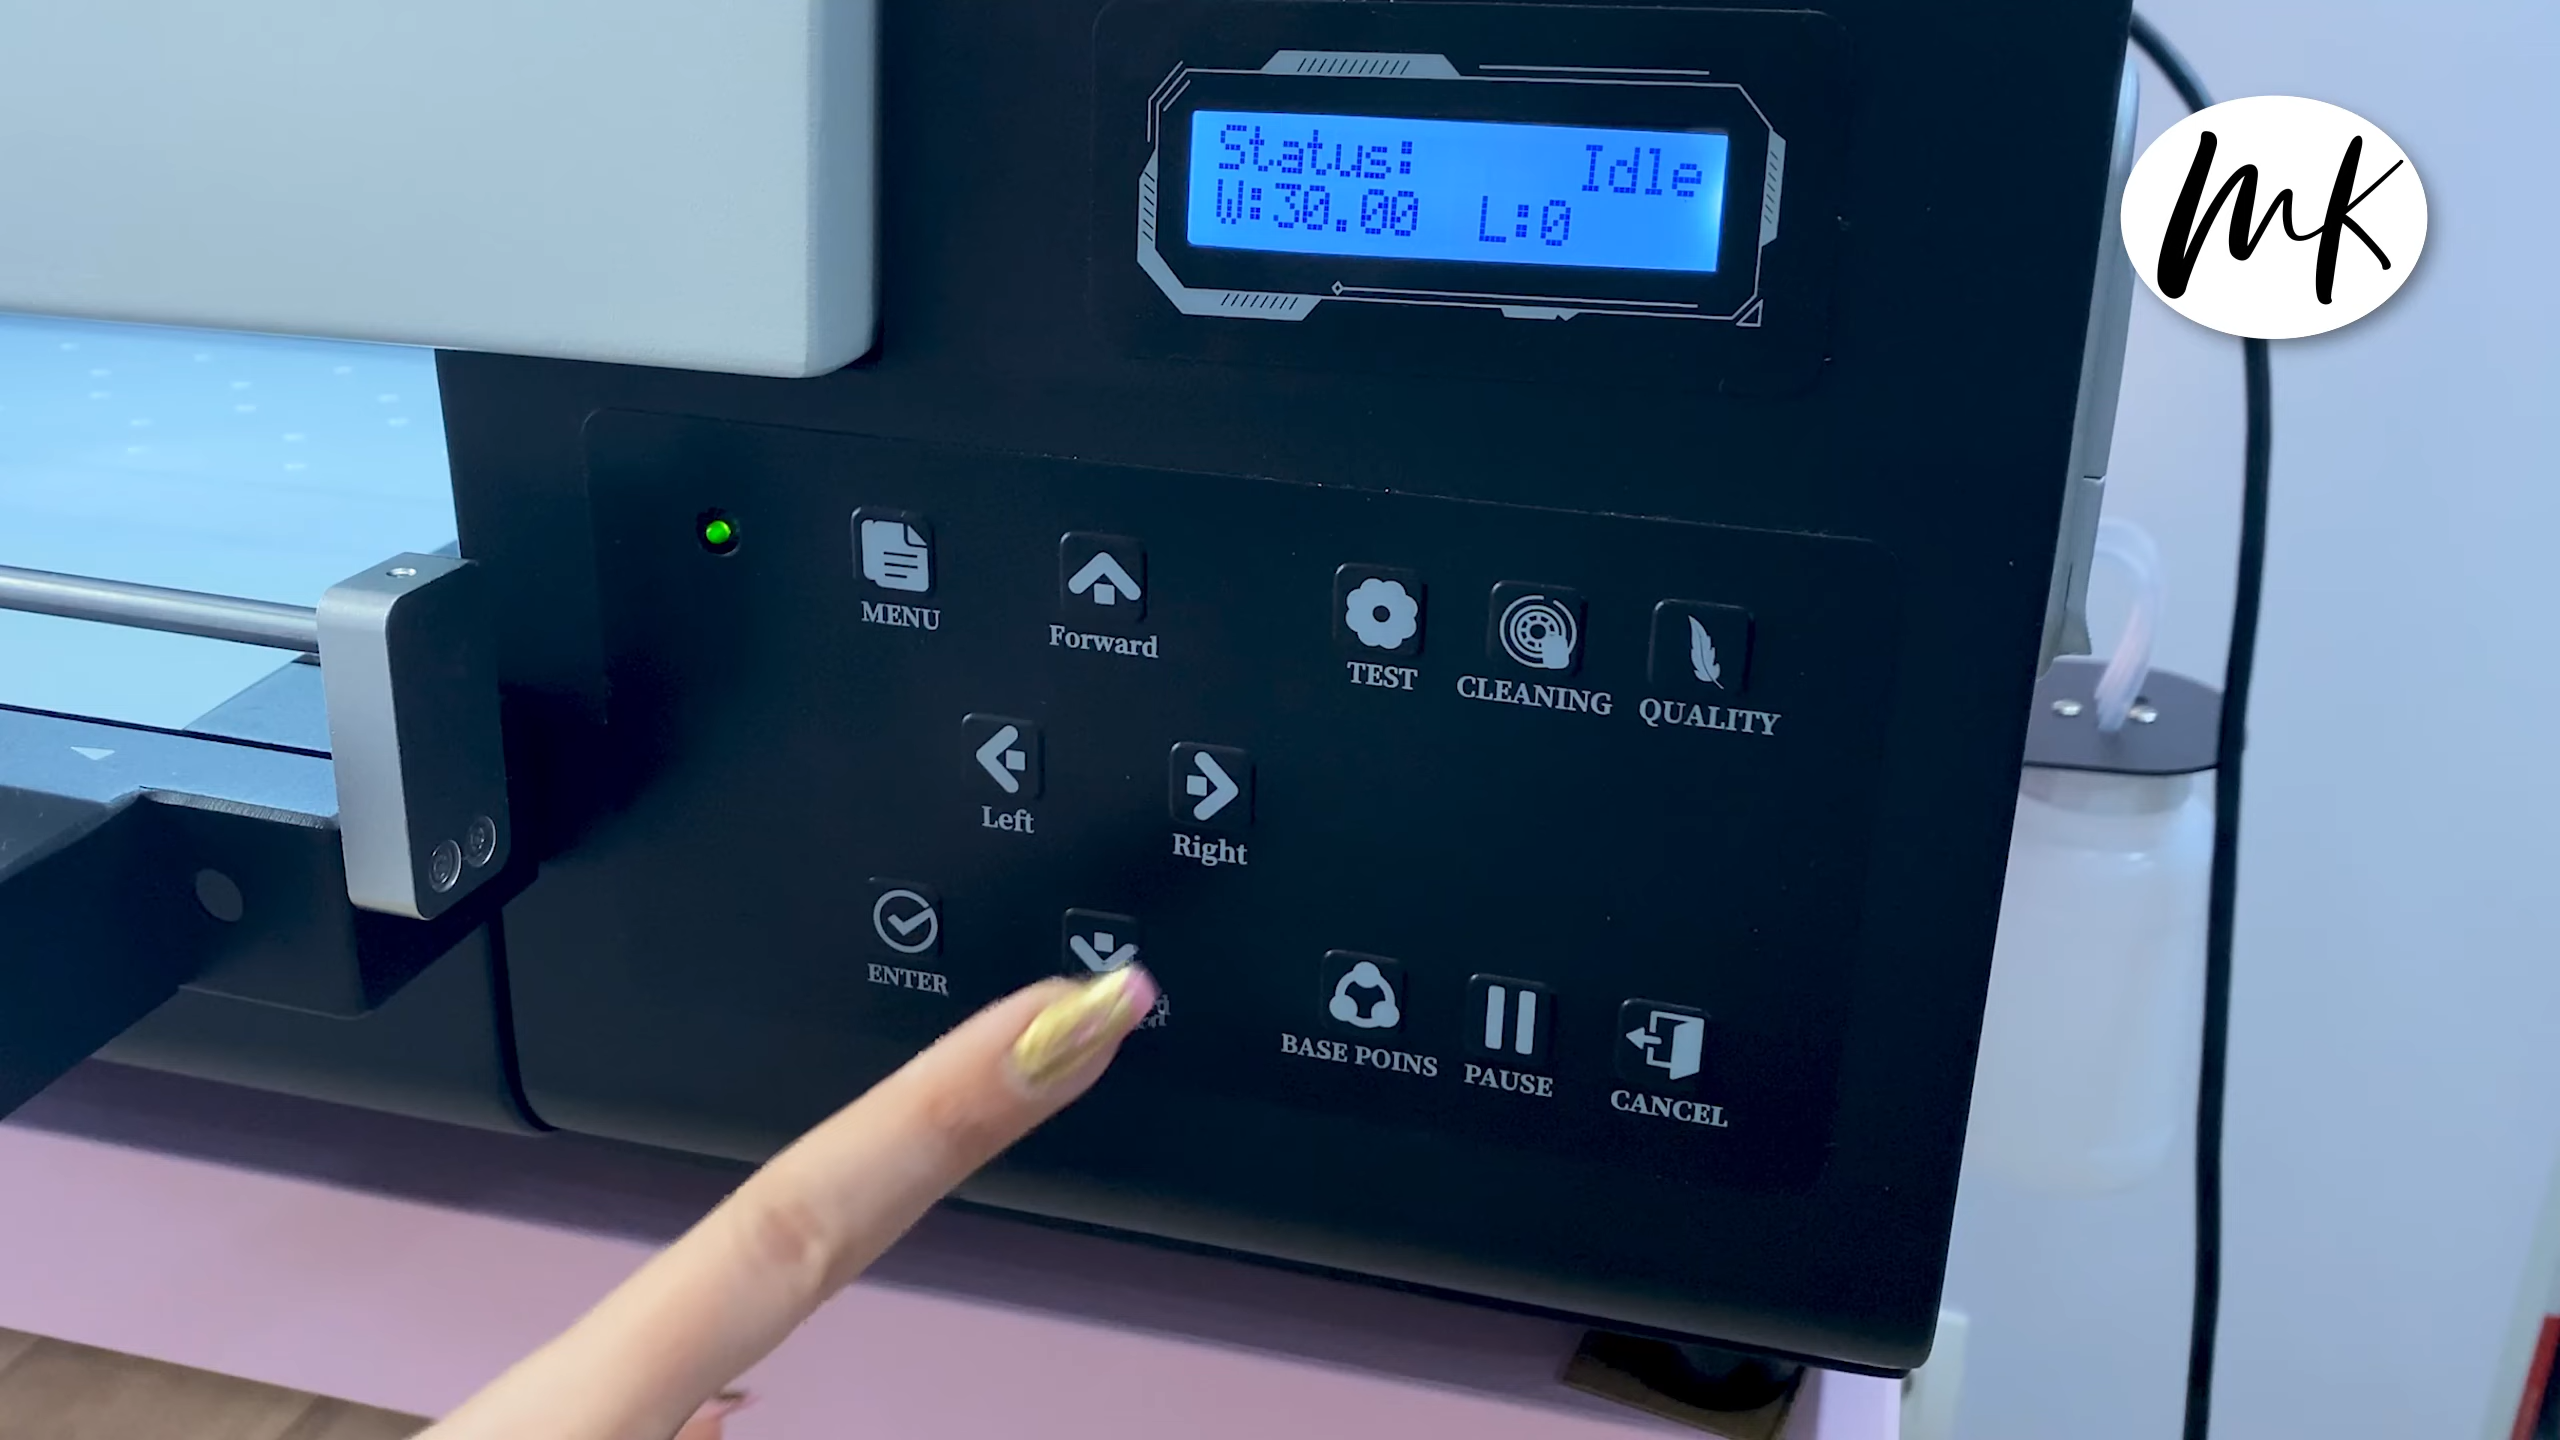 Status: Idle
W:30.00 L:0
MK
MENU
Forward
TEST
CLEANING
QUALITY
Left
Right
ENTER
BASE POINS
PAUSE
CANCEL